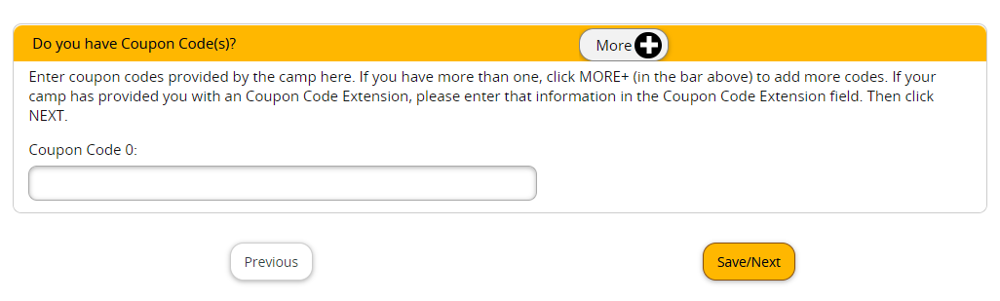 Do you have Coupon Code(s)?
More
Enter coupon codes provided by the camp here. If you have more than one, click MORE+ (in the bar above) to add more codes. If your
camp has provided you with an Coupon Code Extension, please enter that information in the Coupon Code Extension field. Then click
NEXT.
Coupon Code 0:
Previous
Save/Next